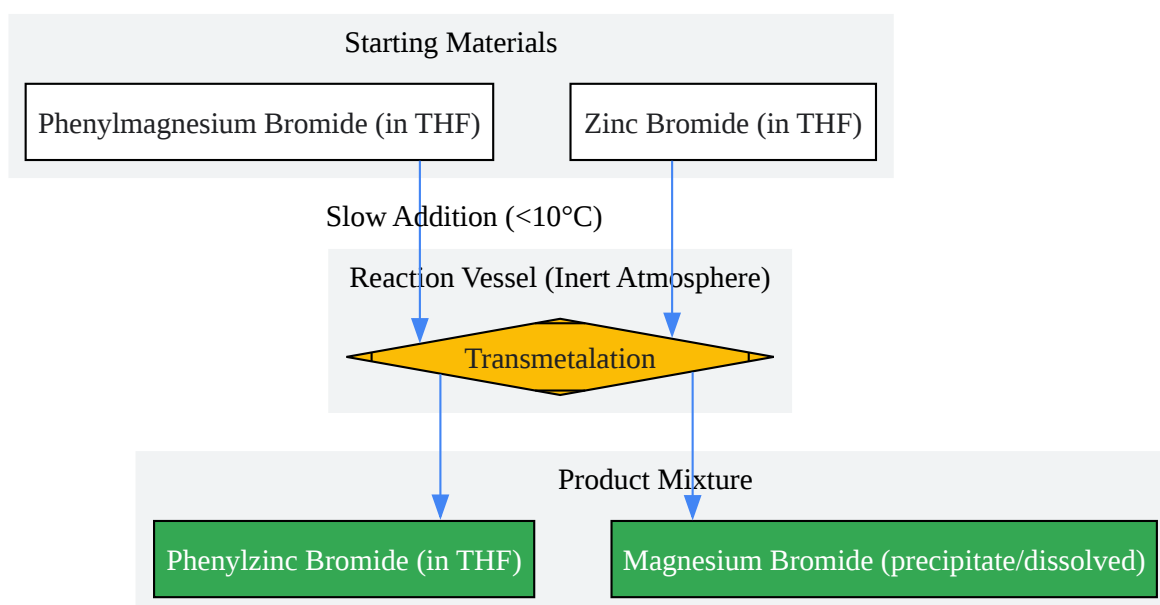 Starting Materials
Phenylmagnesium Bromide (in THF)
Zinc Bromide (in THF)
Slow Addition (<10°C)
Reaction Vessel (Inert Atmosphere)
Transmetalation
Product Mixture
Phenylzinc Bromide (in THF)
Magnesium Bromide (precipitate/dissolved)